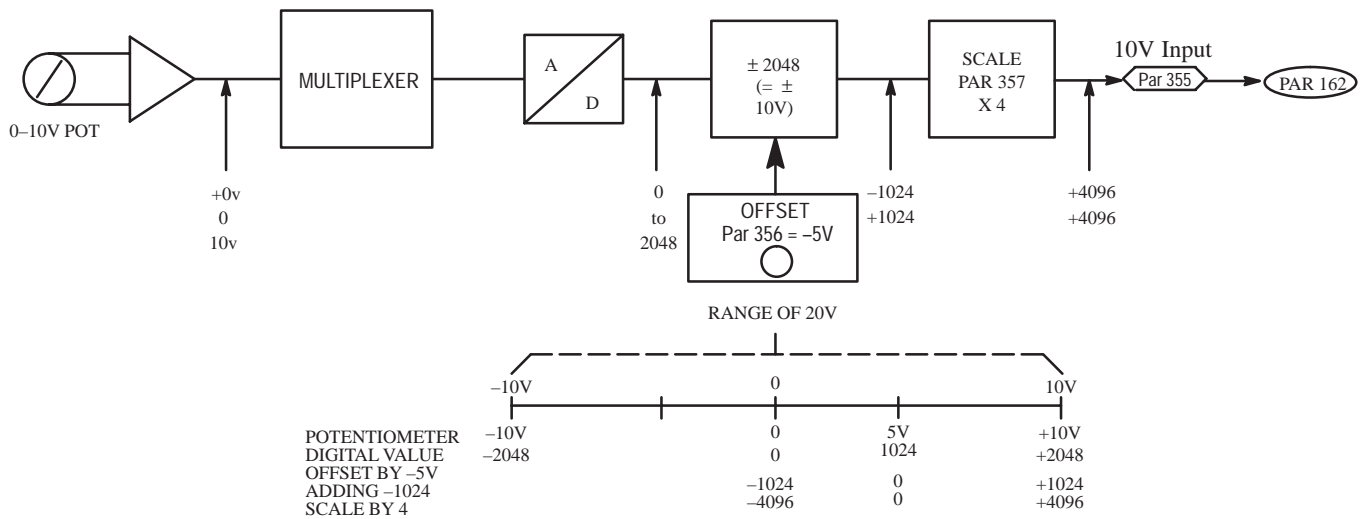 0–10V POT
+0v
0
10v
MULTIPLEXER
A
D
0
to
2048
± 2048
(= ±
10V)
OFFSET
Par 356 = –5V
–1024
+1024
SCALE
PAR 357
X 4
+4096
+4096
10V Input
Par 355
PAR 162
RANGE OF 20V
–10V 0 10V
POTENTIOMETER –10V 0 5V +10V
DIGITAL VALUE –2048 0 1024 +2048
OFFSET BY –5V
ADDING –1024 –1024 0 +1024
SCALE BY 4 –4096 0 +4096